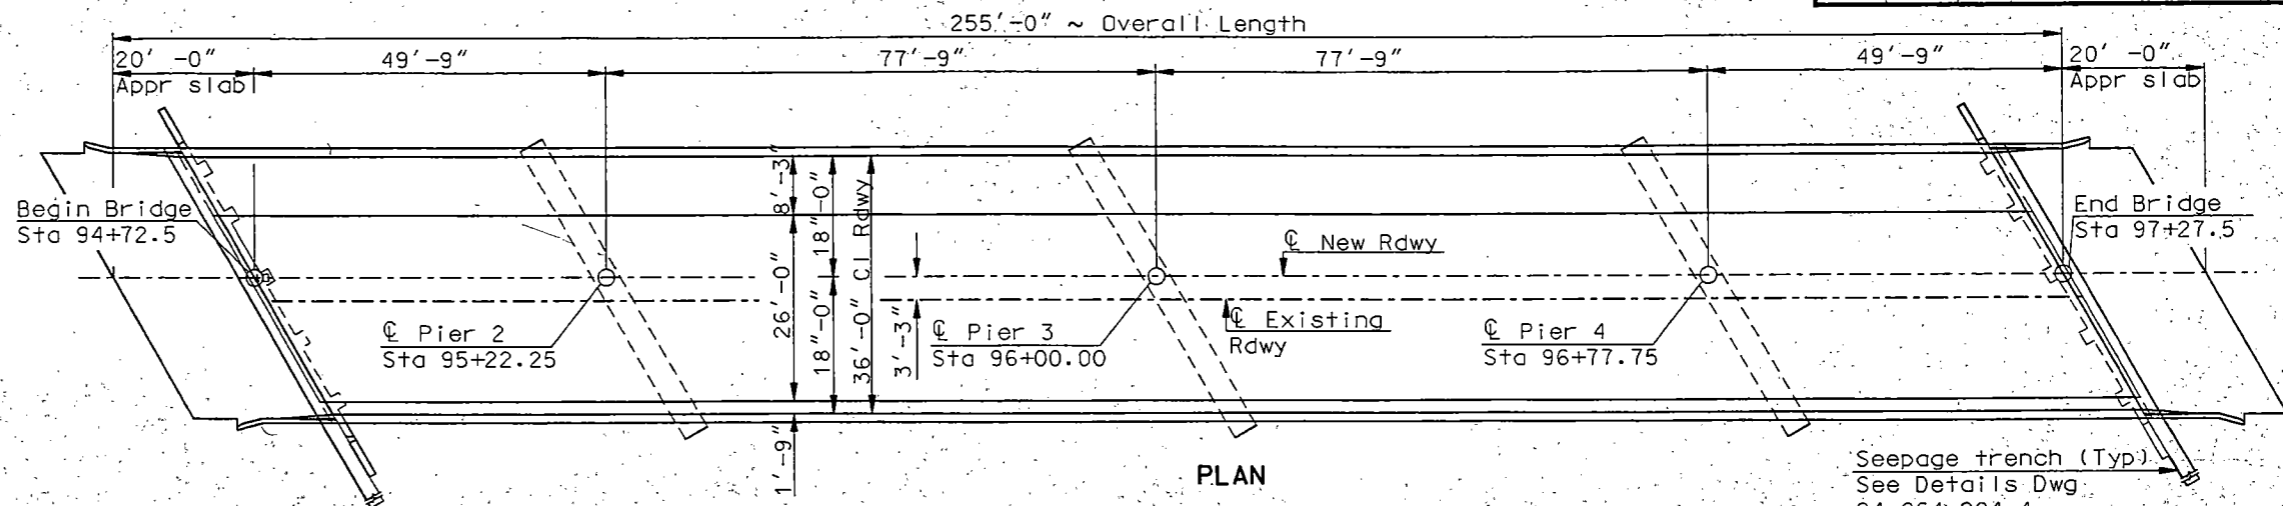 255'-0" ~ Overall Length
20' -0"
Appr slab
49'-9"
77'-9"
77'-9"
49'-9"
20' -0"
Appr slab
Begin Bridge
Sta 94+72.5
8'-3"
18"-0"
36'-0" Cl Rdwy
26'-0"
18"-0"
1'-9"
3'-3"
℄ New Rdwy
End Bridge
Sta 97+27.5
℄ Pier 2
Sta 95+22.25
℄ Pier 3
Sta 96+00.00
℄ Existing
Rdwy
℄ Pier 4
Sta 96+77.75
PLAN
Seepage trench (Typ)
See Details Dwg